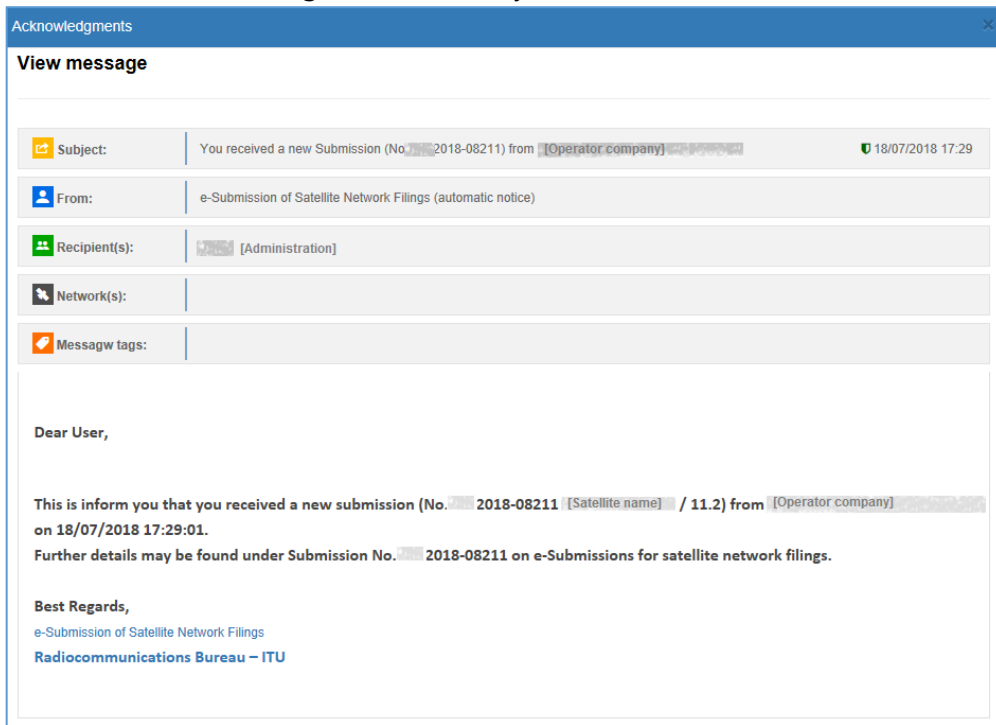 Acknowledgments
View message
Subject: You received a new Submission (No 2018-08211) from [Operator company] 18/07/2018 17:29
From: e-Submission of Satellite Network Filings (automatic notice)
Recipient(s): [Administration]
Network(s):
Messagw tags:
Dear User,
This is inform you that you received a new submission (No. 2018-08211 [Satellite name] / 11.2) from [Operator company]
on 18/07/2018 17:29:01.
Further details may be found under Submission No. 2018-08211 on e-Submissions for satellite network filings.
Best Regards,
e-Submission of Satellite Network Filings
Radiocommunications Bureau – ITU